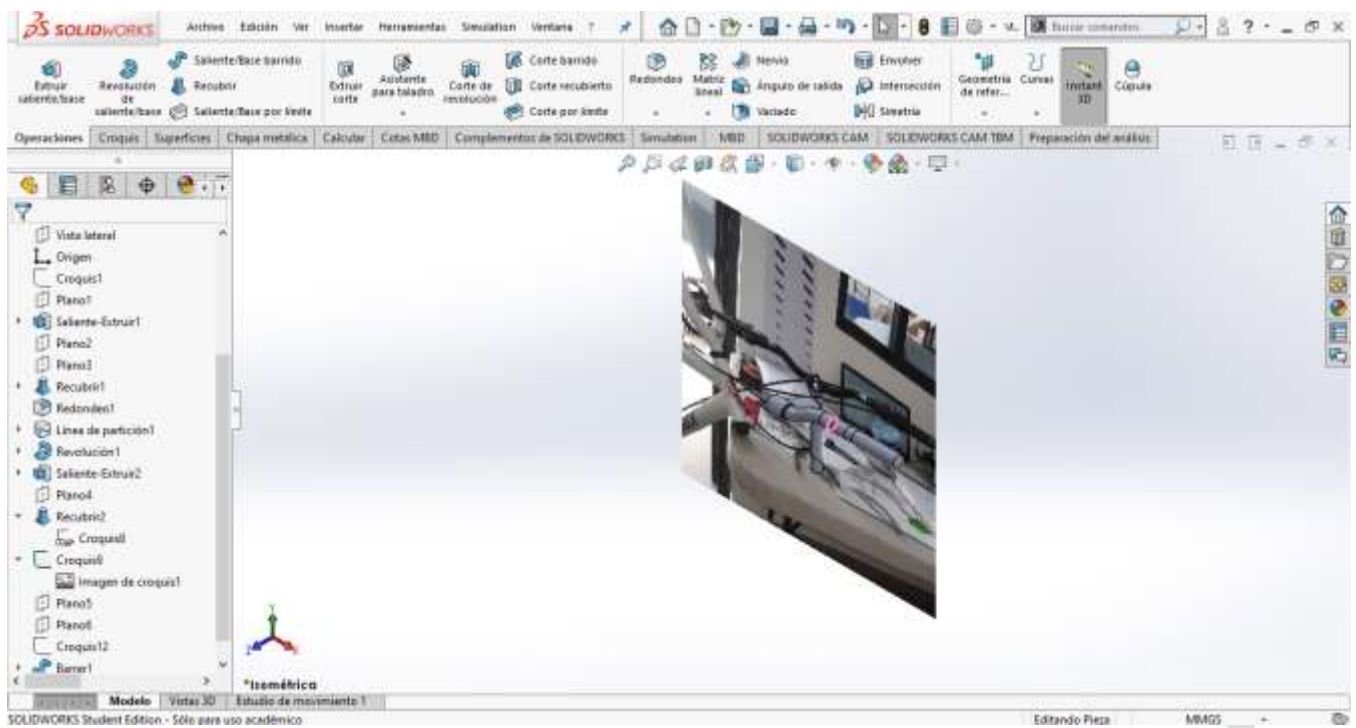 SOLIDWORKS Archivo Edición Ver Insertar Herramientas Simulation Ventana ? Buscar comandos ?
Extruir saliente/base
Revolución de saliente/base
Saliente/Base barrido
Recubrir
Saliente/Base por límite
Extruir corte
Asistente para taladro
Corte de revolución
Corte barrido
Corte recubierto
Corte por límite
Redondeo
Matriz lineal
Nervio
Ángulo de salida
Vaciado
Envolver
Intersección
Simetría
Geometría de refer...
Curvas
Instant 3D
Cúpula
Operaciones Croquis Superficies Chapa metálica Calcular Cotas MBD Complementos de SOLIDWORKS Simulation MBD SOLIDWORKS CAM SOLIDWORKS CAM TBM Preparación del análisis
Vista lateral
Origen
Croquis1
Plano1
Saliente-Extruir1
Plano2
Plano3
Recubrir1
Redondeo1
Línea de partición1
Revolución1
Saliente-Extruir2
Plano4
Recubrir2
Croquis8
Croquis9
Imagen de croquis1
Plano5
Plano6
Croquis12
Barrer1
*Isométrica
Modelo Vistas 3D Estudio de movimiento 1
SOLIDWORKS Student Edition - Sólo para uso académico Editando Pieza MMGS